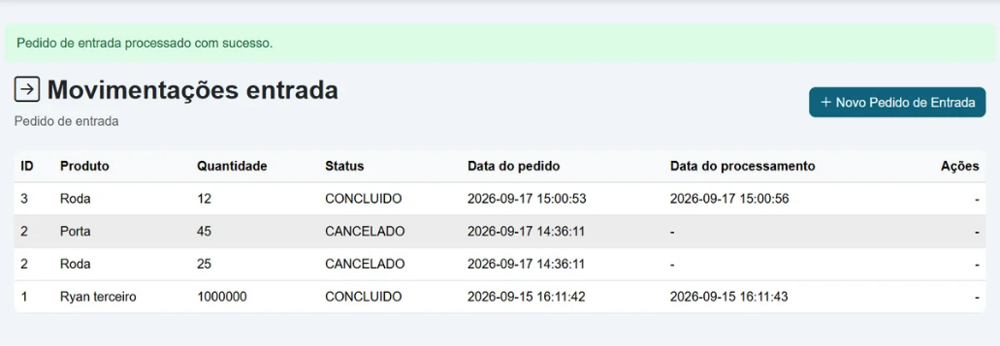 Pedido de entrada processado com sucesso.
Movimentações entrada
Pedido de entrada
+ Novo Pedido de Entrada
ID Produto Quantidade Status Data do pedido Data do processamento Ações
3 Roda 12 CONCLUIDO 2026-09-17 15:00:53 2026-09-17 15:00:56 -
2 Porta 45 CANCELADO 2026-09-17 14:36:11 - -
2 Roda 25 CANCELADO 2026-09-17 14:36:11 - -
1 Ryan terceiro 1000000 CONCLUIDO 2026-09-15 16:11:42 2026-09-15 16:11:43 -